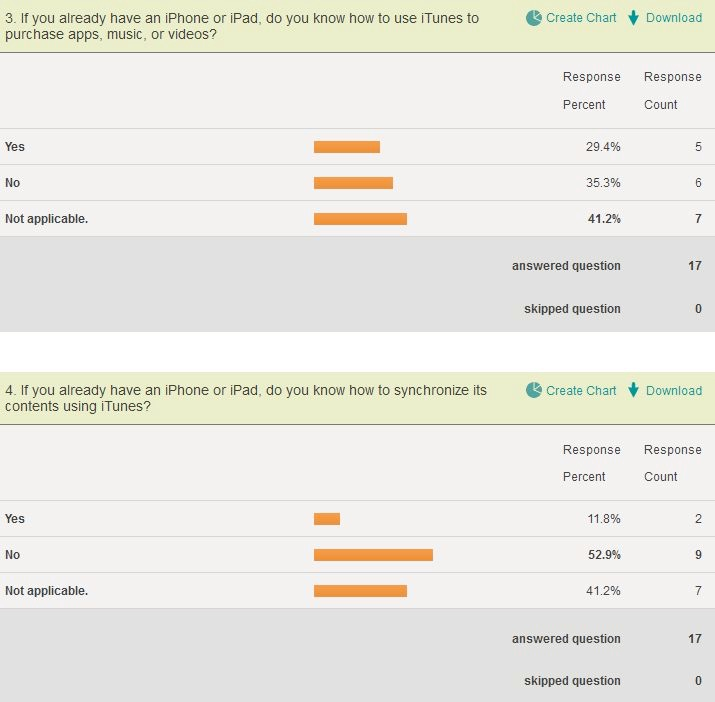 3. If you already have an iPhone or iPad, do you know how to use iTunes to
purchase apps, music, or videos?
Create Chart Download
Response Response
Percent Count
Yes 29.4% 5
No 35.3% 6
Not applicable. 41.2% 7
answered question 17
skipped question 0
4. If you already have an iPhone or iPad, do you know how to synchronize its
contents using iTunes?
Create Chart Download
Response Response
Percent Count
Yes 11.8% 2
No 52.9% 9
Not applicable. 41.2% 7
answered question 17
skipped question 0